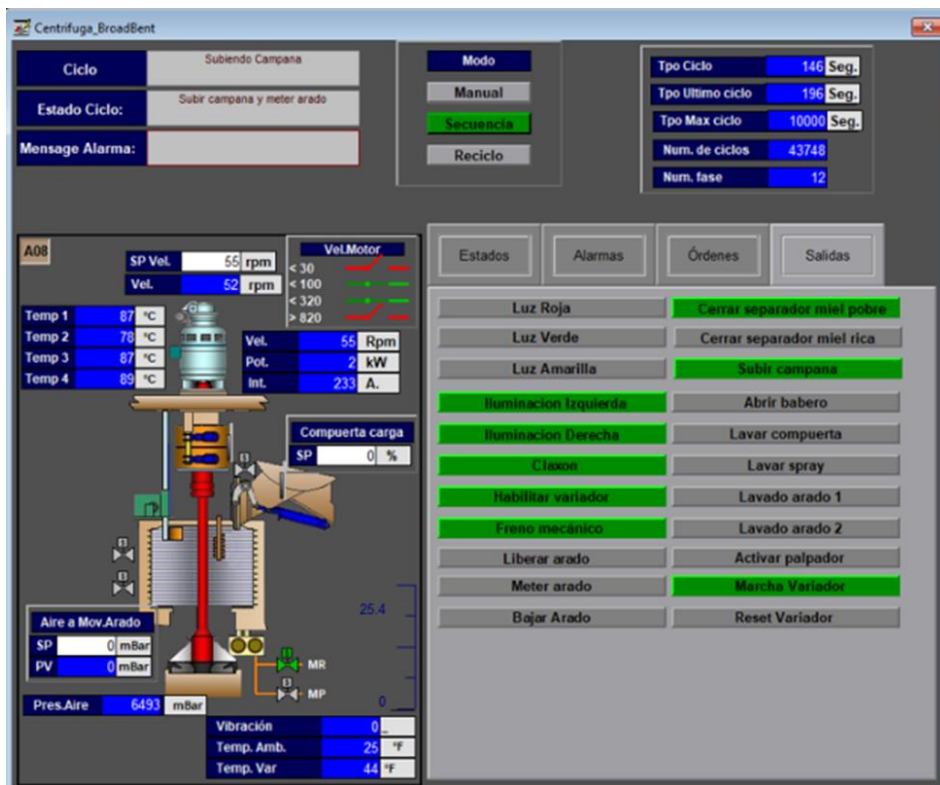 Centrifuga_BroadBent
Ciclo
Subiendo Campana
Estado Ciclo:
Subir campana y meter arado
Mensage Alarma:
Modo
Manual
Secuencia
Reciclo
Tpo Ciclo 146 Seg.
Tpo Ultimo ciclo 196 Seg.
Tpo Max ciclo 10000 Seg.
Num. de ciclos 43748
Num. fase 12
A08
SP Vel. 55 rpm
Vel. 52 rpm
Vel.Motor
< 30
< 100
< 320
> 820
Temp 1 87 °C
Temp 2 78 °C
Temp 3 87 °C
Temp 4 89 °C
Vel. 55 Rpm
Pot. 2 kW
Int. 233 A.
Compuerta carga
SP 0 %
Aire a Mov.Arado
SP 0 mBar
PV 0 mBar
25.4
0
MR
MP
Pres.Aire 6493 mBar
Vibración 0_
Temp. Amb. 25 °F
Temp. Var 44 °F
Estados
Alarmas
Órdenes
Salidas
Luz Roja
Luz Verde
Luz Amarilla
Iluminacion Izquierda
Iluminacion Derecha
Claxon
Habilitar variador
Freno mecánico
Liberar arado
Meter arado
Bajar Arado
Cerrar separador miel pobre
Cerrar separador miel rica
Subir campana
Abrir babero
Lavar compuerta
Lavar spray
Lavado arado 1
Lavado arado 2
Activar palpador
Marcha Variador
Reset Variador